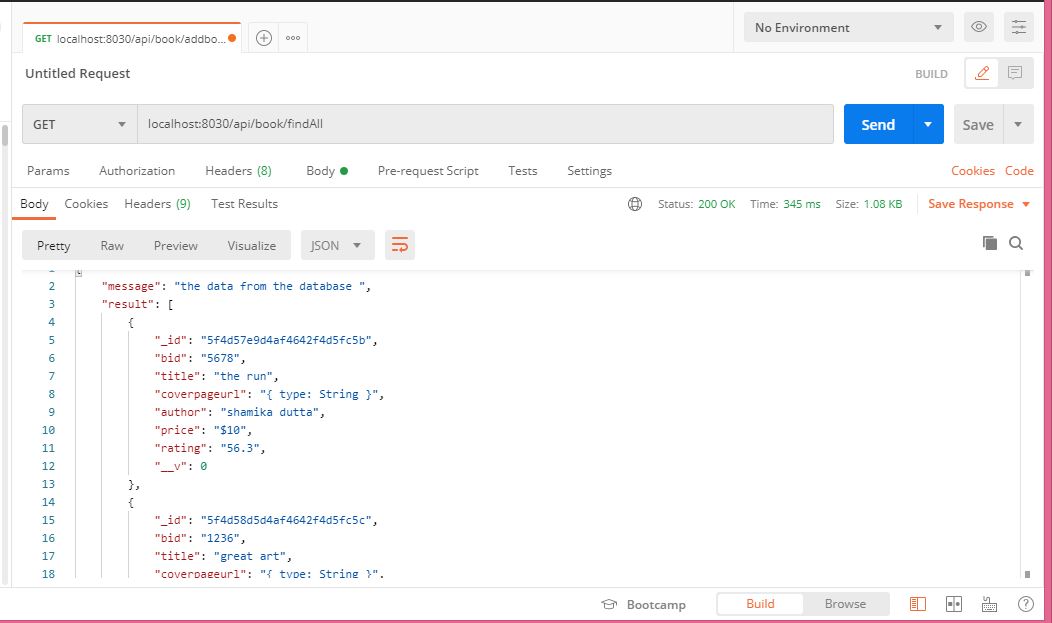 GET localhost:8030/api/book/addbo...
No Environment
Untitled Request
BUILD
GET localhost:8030/api/book/findAll Send Save
Params Authorization Headers (8) Body Pre-request Script Tests Settings Cookies Code
Body Cookies Headers (9) Test Results Status: 200 OK Time: 345 ms Size: 1.08 KB Save Response
Pretty Raw Preview Visualize JSON
1 {
2 "message": "the data from the database ",
3 "result": [
4 {
5 "_id": "5f4d57e9d4af4642f4d5fc5b",
6 "bid": "5678",
7 "title": "the run",
8 "coverpageurl": "{ type: String }",
9 "author": "shamika dutta",
10 "price": "$10",
11 "rating": "56.3",
12 "__v": 0
13 },
14 {
15 "_id": "5f4d58d5d4af4642f4d5fc5c",
16 "bid": "1236",
17 "title": "great art",
18 "coverpageurl": "{ type: String }",
Bootcamp Build Browse